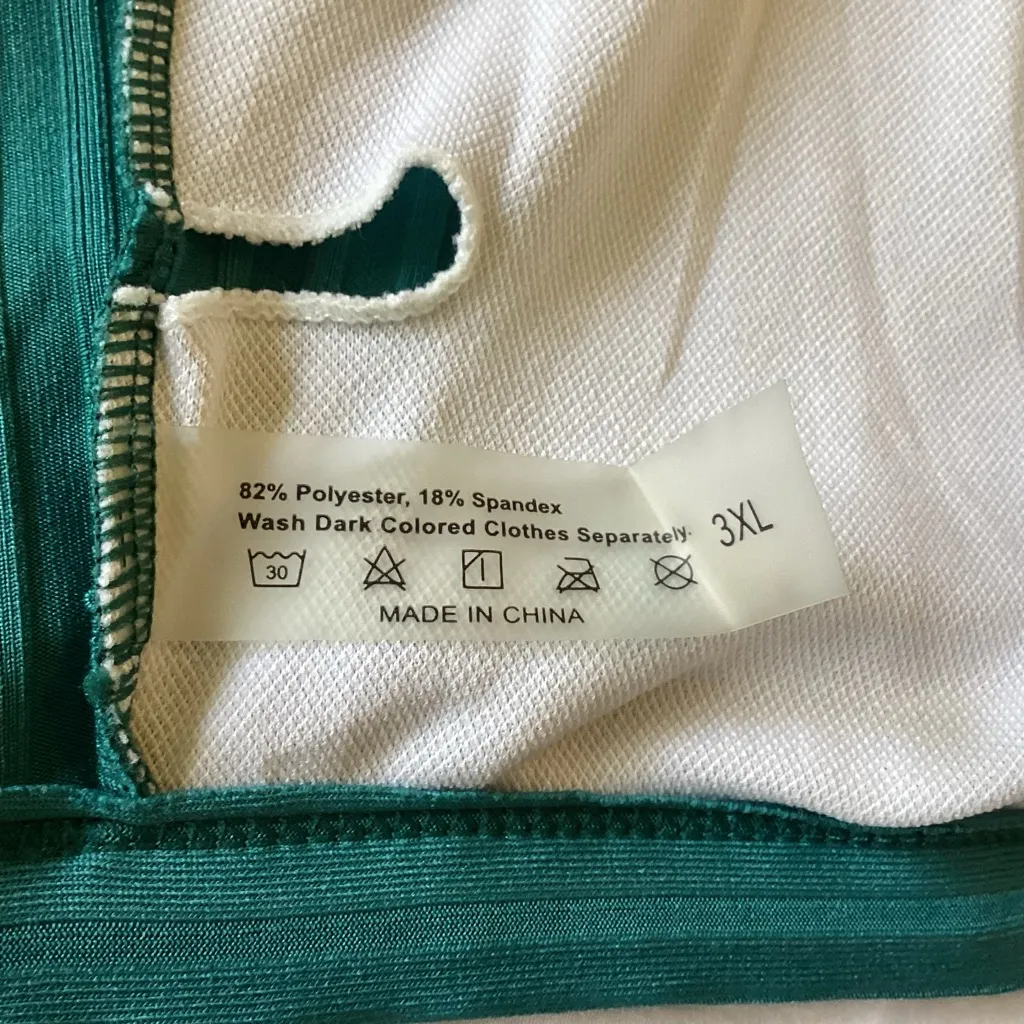 82% Polyester, 18% Spandex
Wash Dark Colored Clothes Separately.
3XL
30
MADE IN CHINA